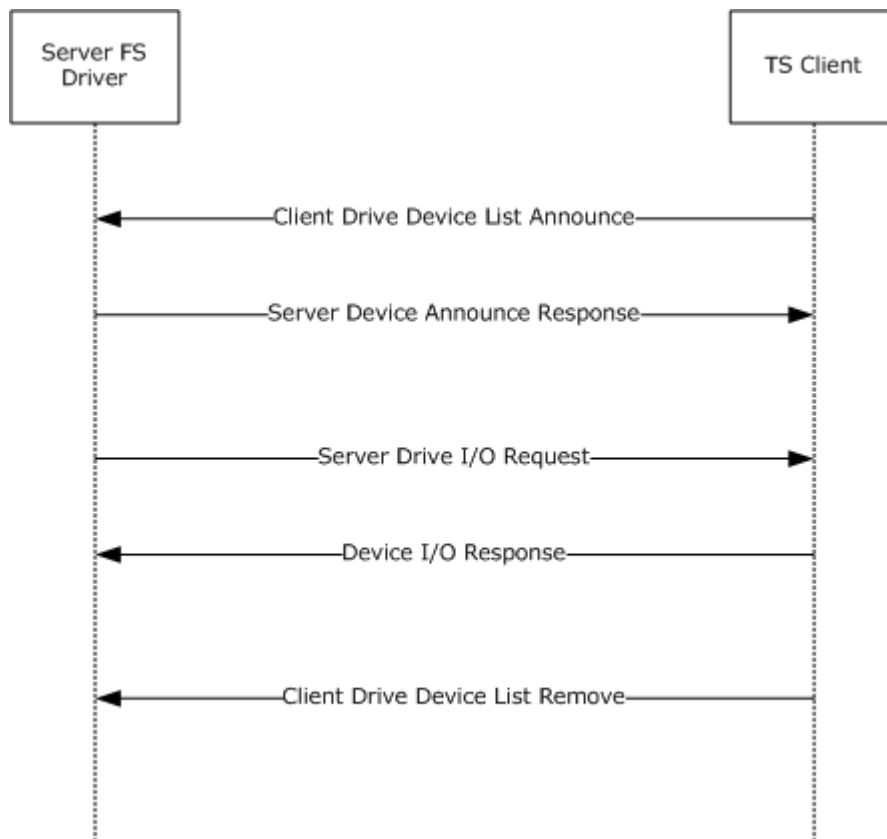 Server FS
Driver
TS Client
Client Drive Device List Announce
Server Device Announce Response
Server Drive I/O Request
Device I/O Response
Client Drive Device List Remove